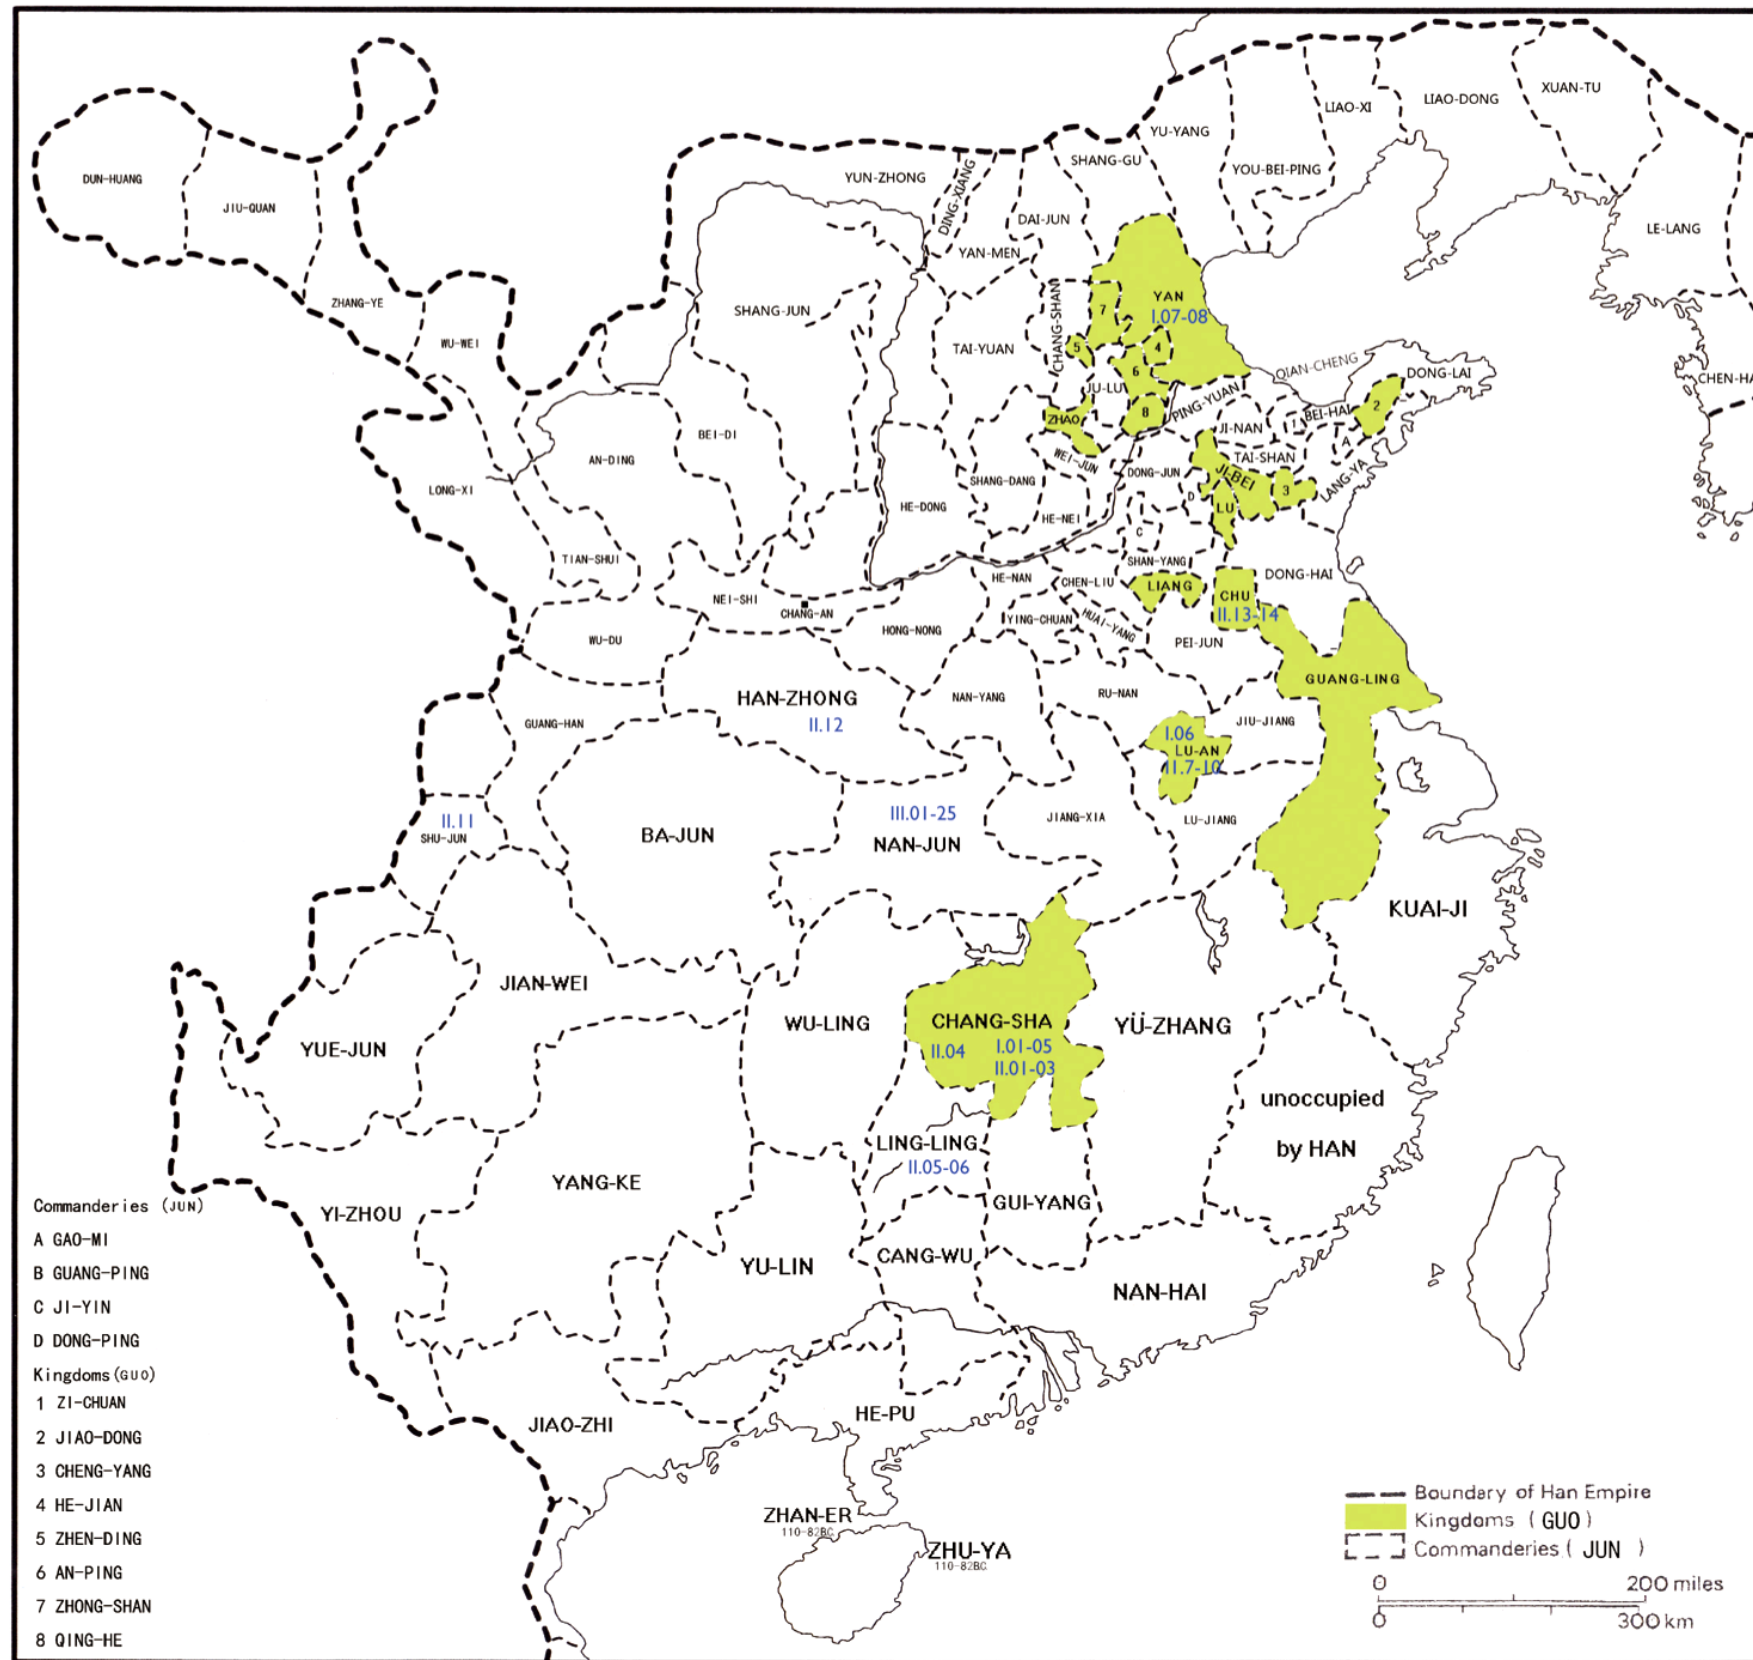 XUAN-TU
LIAO-DONG
LIAO-XI
YU-YANG
YOU-BEI-PING
SHANG-GU
YUN-ZHONG
DING-XIANG
DAI-JUN
YAN-MEN
LE-LANG
DUN-HUANG
JIU-QUAN
ZHANG-YE
WU-WEI
SHANG-JUN
TAI-YUAN
CHANG-SHAN
7
YAN
I.07-08
5
4
6
JU-LU
8
ZHAO
PING-YUAN
QIAN-CHENG
DONG-LAI
CHEN-HA
2
BEI-HAI
1
JI-NAN
A
TAI-SHAN
LANG-YA
JI-BEI
3
LU
D
DONG-JUN
WEI-JUN
SHANG-DANG
HE-NEI
HE-DONG
BEI-DI
AN-DING
LONG-XI
TIAN-SHUI
C
SHAN-YANG
DONG-HAI
LIANG
CHU
II.13-14
CHEN-LIU
HE-NAN
NEI-SHI
CHANG-AN
HONG-NONG
YING-CHUAN
HUAI-YANG
PEI-JUN
WU-DU
GUANG-LING
HAN-ZHONG
II.12
NAN-YANG
RU-NAN
JIU-JIANG
GUANG-HAN
I.06
LU-AN
II.7-10
II.11
SHU-JUN
BA-JUN
III.01-25
NAN-JUN
JIANG-XIA
LU-JIANG
KUAI-JI
JIAN-WEI
WU-LING
CHANG-SHA
II.04
I.01-05
II.01-03
YÜ-ZHANG
YUE-JUN
unoccupied
by HAN
LING-LING
II.05-06
YANG-KE
GUI-YANG
YI-ZHOU
YU-LIN
CANG-WU
NAN-HAI
JIAO-ZHI
HE-PU
ZHAN-ER
110-82BC
ZHU-YA
110-82BC
Commanderies (JUN)
A GAO-MI
B GUANG-PING
C JI-YIN
D DONG-PING
Kingdoms(GUO)
1 ZI-CHUAN
2 JIAO-DONG
3 CHENG-YANG
4 HE-JIAN
5 ZHEN-DING
6 AN-PING
7 ZHONG-SHAN
8 QING-HE
Boundary of Han Empire
Kingdoms ( GUO )
Commanderies ( JUN )
0 200 miles
0 300 km